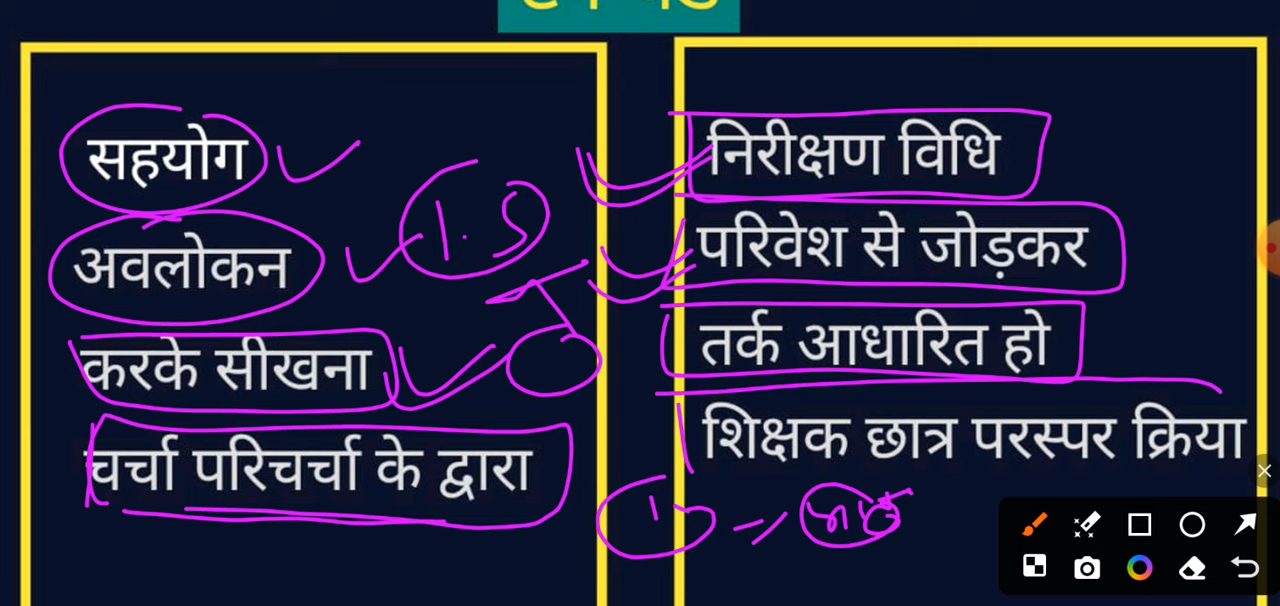 सहयोग
अवलोकन
करके सीखना
चर्चा परिचर्चा के द्वारा
निरीक्षण विधि
परिवेश से जोड़कर
तर्क आधारित हो
शिक्षक छात्र परस्पर क्रिया